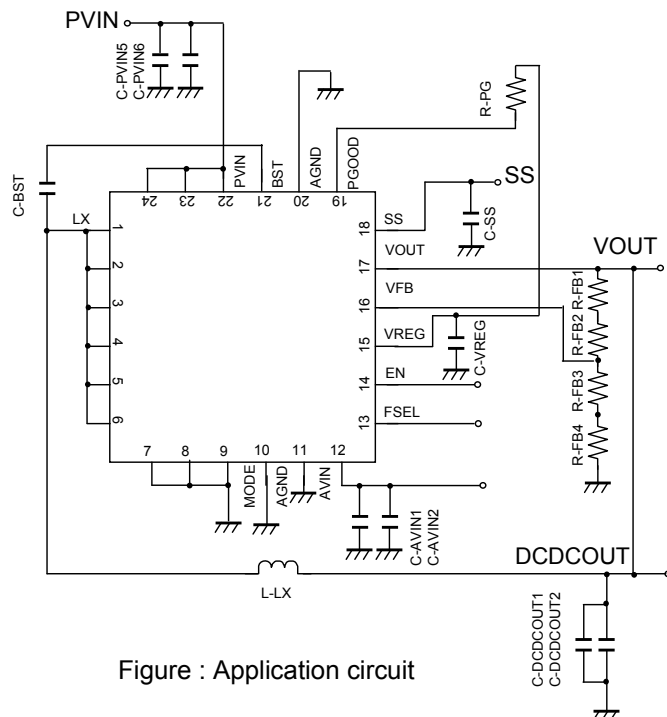 PVIN
C-PVIN5
C-PVIN6
R-PG
C-BST
PVIN
BST
AGND
PGOOD
24
23
22
21
20
19
LX
1
2
3
4
5
6
18
17
16
15
14
13
SS
VOUT
VFB
VREG
EN
FSEL
SS
C-SS
VOUT
R-FB1
R-FB2
R-FB3
R-FB4
C-VREG
7
8
9
10
11
12
MODE
AGND
AVIN
C-AVIN1
C-AVIN2
L-LX
DCDCOUT
C-DCDCOUT1
C-DCDCOUT2
Figure : Application circuit